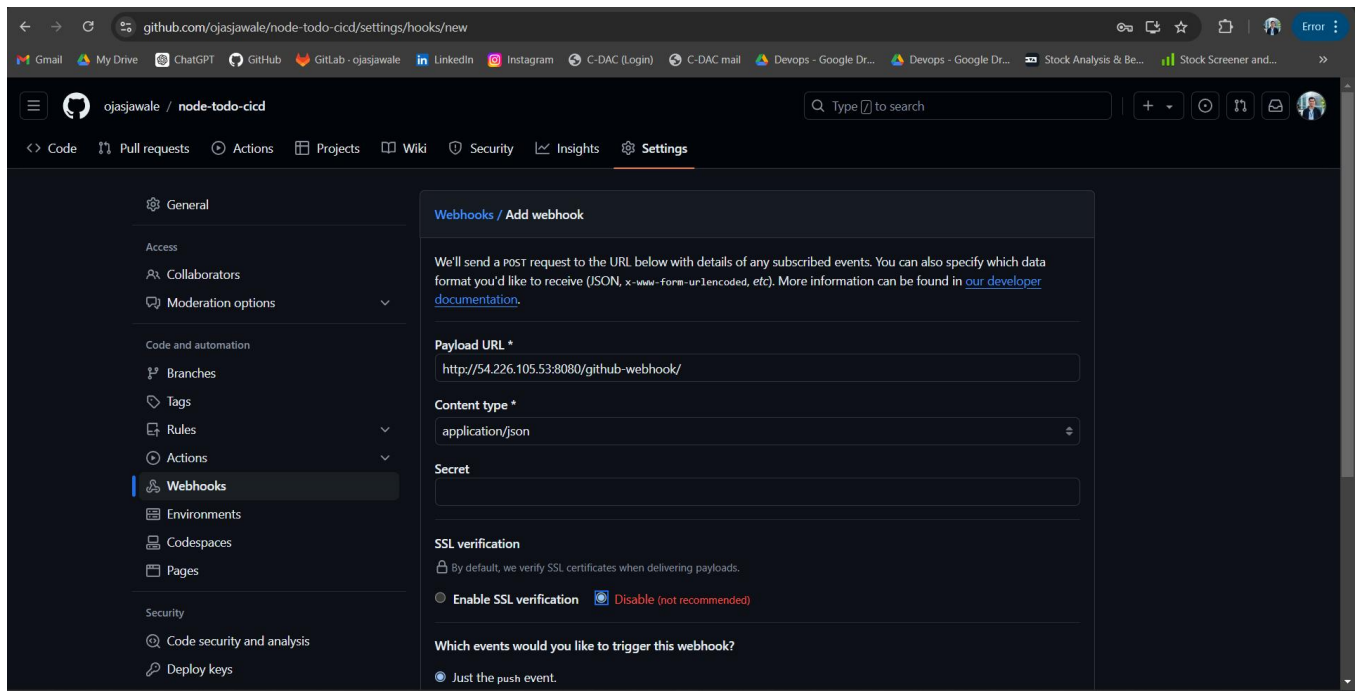 github.com/ojasjawale/node-todo-cicd/settings/hooks/new
Error
Gmail My Drive ChatGPT GitHub GitLab · ojasjawale LinkedIn Instagram C-DAC (Login) C-DAC mail Devops - Google Dr... Devops - Google Dr... Stock Analysis & Be... Stock Screener and... »
ojasjawale / node-todo-cicd
Type / to search
Code Pull requests Actions Projects Wiki Security Insights Settings
General
Access
Collaborators
Moderation options
Code and automation
Branches
Tags
Rules
Actions
Webhooks
Environments
Codespaces
Pages
Security
Code security and analysis
Deploy keys
Webhooks / Add webhook
We'll send a POST request to the URL below with details of any subscribed events. You can also specify which data
format you'd like to receive (JSON, x-www-form-urlencoded, etc). More information can be found in our developer
documentation.
Payload URL *
http://54.226.105.53:8080/github-webhook/
Content type *
application/json
Secret
SSL verification
By default, we verify SSL certificates when delivering payloads.
Enable SSL verification Disable (not recommended)
Which events would you like to trigger this webhook?
Just the push event.